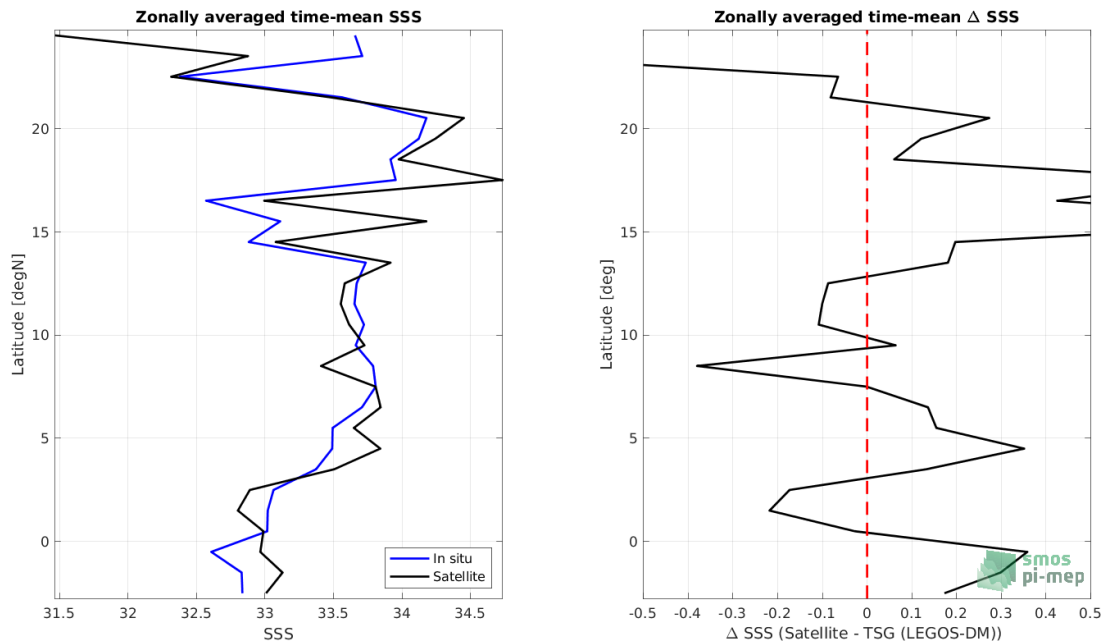 Zonally averaged time-mean SSS
20
15
10
5
0
Latitude [degN]
31.5 32 32.5 33 33.5 34 34.5
SSS
In situ
Satellite
Zonally averaged time-mean Δ SSS
20
15
10
5
0
Latitude [deg]
-0.5 -0.4 -0.3 -0.2 -0.1 0 0.1 0.2 0.3 0.4 0.5
Δ SSS (Satellite - TSG (LEGOS-DM))
smos
pi-mep